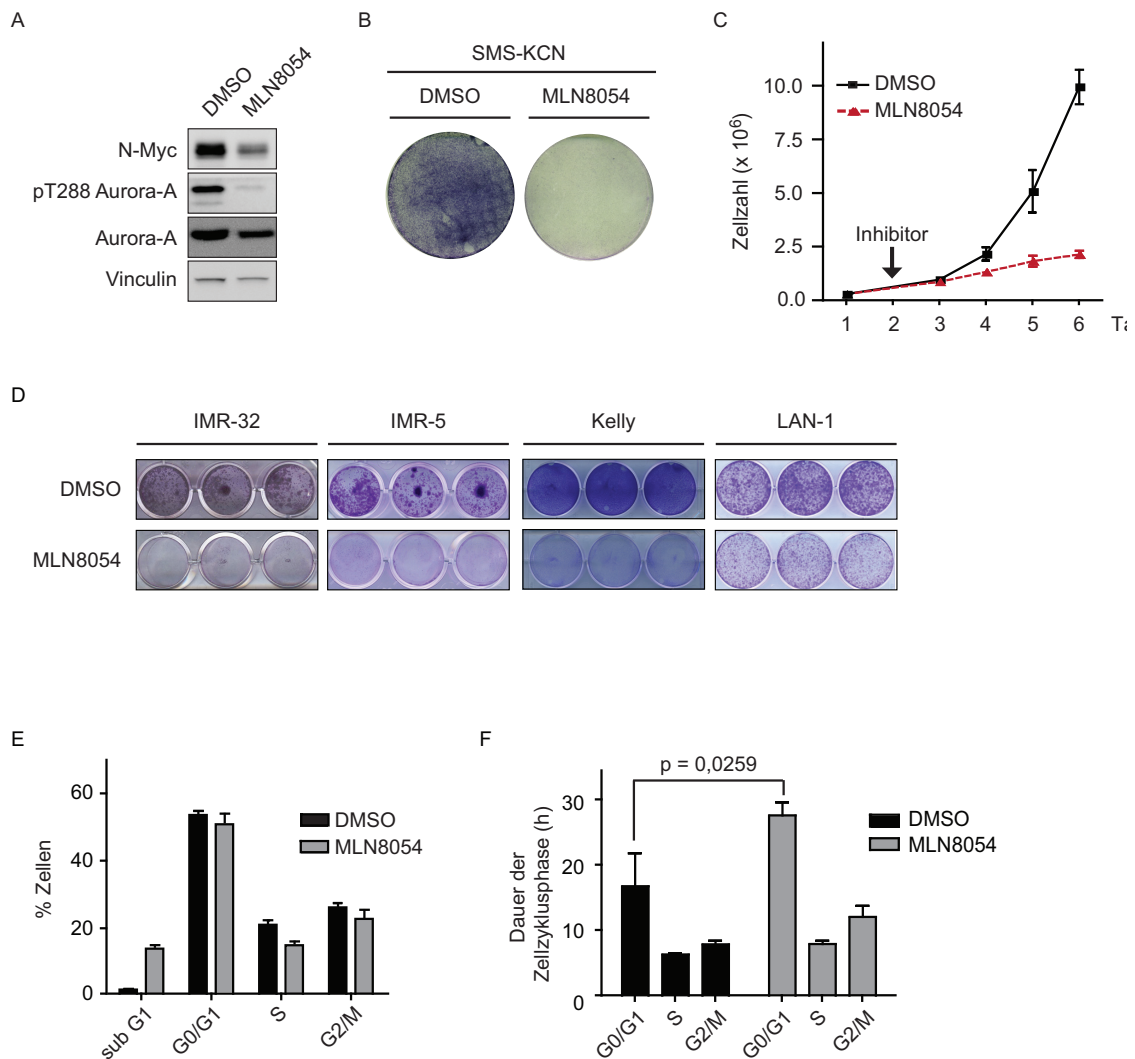 A
DMSO
MLN8054
N-Myc
pT288 Aurora-A
Aurora-A
Vinculin
B
SMS-KCN
DMSO
MLN8054
C
Zellzahl (x 10⁶)
10.0
7.5
5.0
2.5
0.0
DMSO
MLN8054
Inhibitor
1 2 3 4 5 6 Ta
D
IMR-32
IMR-5
Kelly
LAN-1
DMSO
MLN8054
E
% Zellen
60
40
20
0
DMSO
MLN8054
sub G1
G0/G1
S
G2/M
F
p = 0,0259
Dauer der
Zellzyklusphase (h)
30
20
10
0
DMSO
MLN8054
G0/G1
S
G2/M
G0/G1
S
G2/M